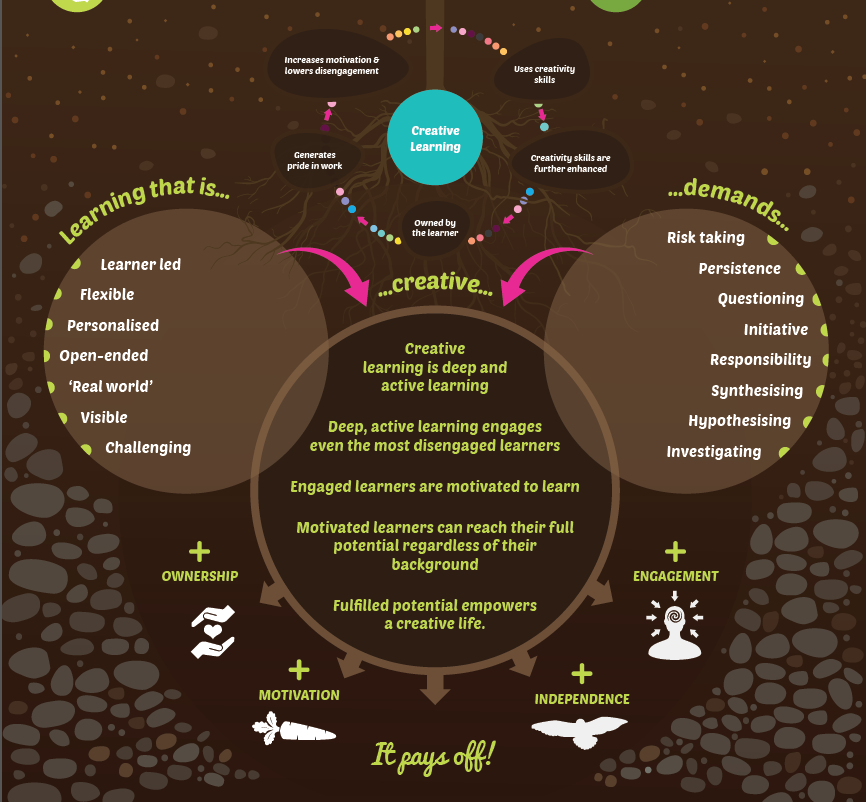 Increases motivation &
lowers disengagement
Uses creativity
skills
Creative
Learning
Generates
pride in work
Creativity skills are
further enhanced
Owned by
the learner
Learning that is...
Learner led
Flexible
Personalised
Open-ended
‘Real world’
Visible
Challenging
...demands...
Risk taking
Persistence
Questioning
Initiative
Responsibility
Synthesising
Hypothesising
Investigating
...creative...
Creative
learning is deep and
active learning
Deep, active learning engages
even the most disengaged learners
Engaged learners are motivated to learn
Motivated learners can reach their full
potential regardless of their
background
Fulfilled potential empowers
a creative life.
+
OWNERSHIP
+
ENGAGEMENT
+
MOTIVATION
+
INDEPENDENCE
It pays off!